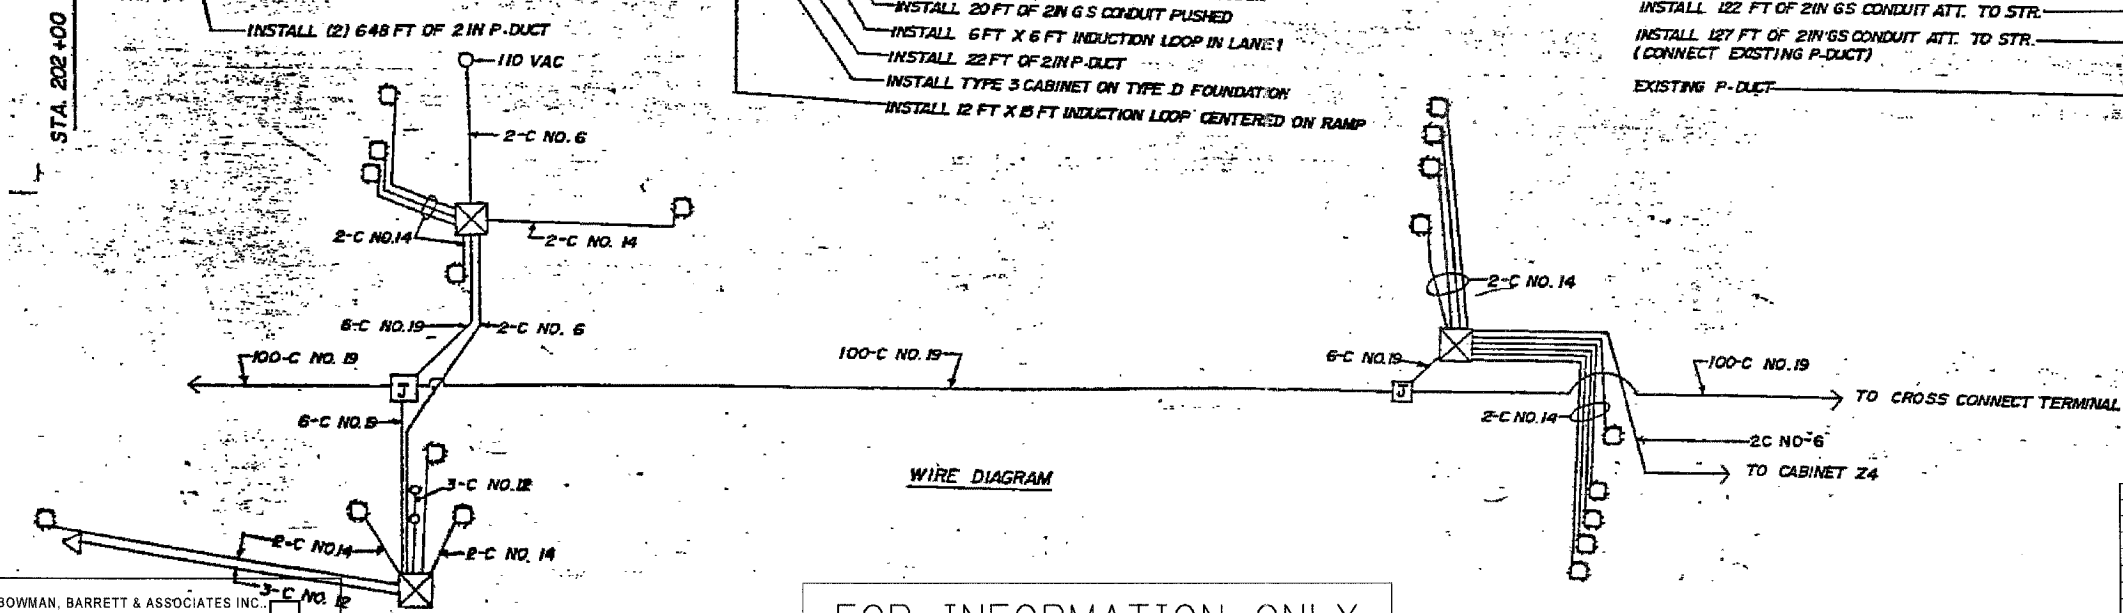 STA. 202+00
INSTALL (2) 648 FT OF 2 IN P-DUCT
INSTALL 20 FT OF 2IN G S CONDUIT PUSHED
INSTALL 6 FT X 6 FT INDUCTION LOOP IN LANE 1
INSTALL 22 FT OF 2 IN P-DUCT
INSTALL TYPE 3 CABINET ON TYPE D FOUNDATION
INSTALL 12 FT X 15 FT INDUCTION LOOP CENTERED ON RAMP
INSTALL 122 FT OF 2IN GS CONDUIT ATT. TO STR.
INSTALL 127 FT OF 2IN GS CONDUIT ATT. TO STR.
(CONNECT EXISTING P-DUCT)
EXISTING P-DUCT
110 VAC
2-C NO. 6
2-C NO.14
2-C NO. 14
6-C NO.19
2-C NO. 6
100-C NO. 19
J
6-C NO.19
3-C NO.12
2-C NO.14
2-C NO. 14
3-C NO. 12
100-C NO. 19
WIRE DIAGRAM
2-C NO. 14
6-C NO.19
J
100-C NO. 19
TO CROSS CONNECT TERMINAL
2-C NO.14
2C NO-6
TO CABINET Z4
BOWMAN, BARRETT & ASSOCIATES INC.
FOR INFORMATION ONLY